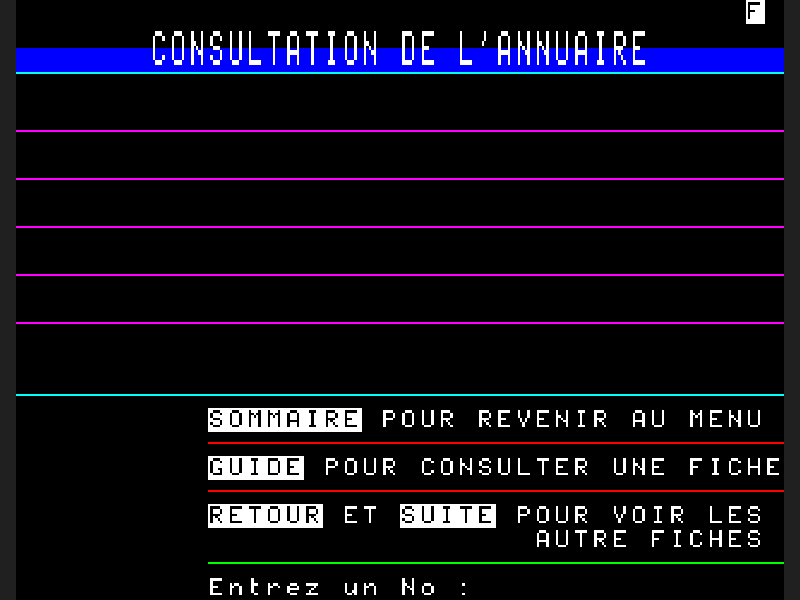 F
CONSULTATION DE L'ANNUAIRE
SOMMAIRE POUR REVENIR AU MENU
GUIDE POUR CONSULTER UNE FICHE
RETOUR ET SUITE POUR VOIR LES
AUTRE FICHES
Entrez un No :